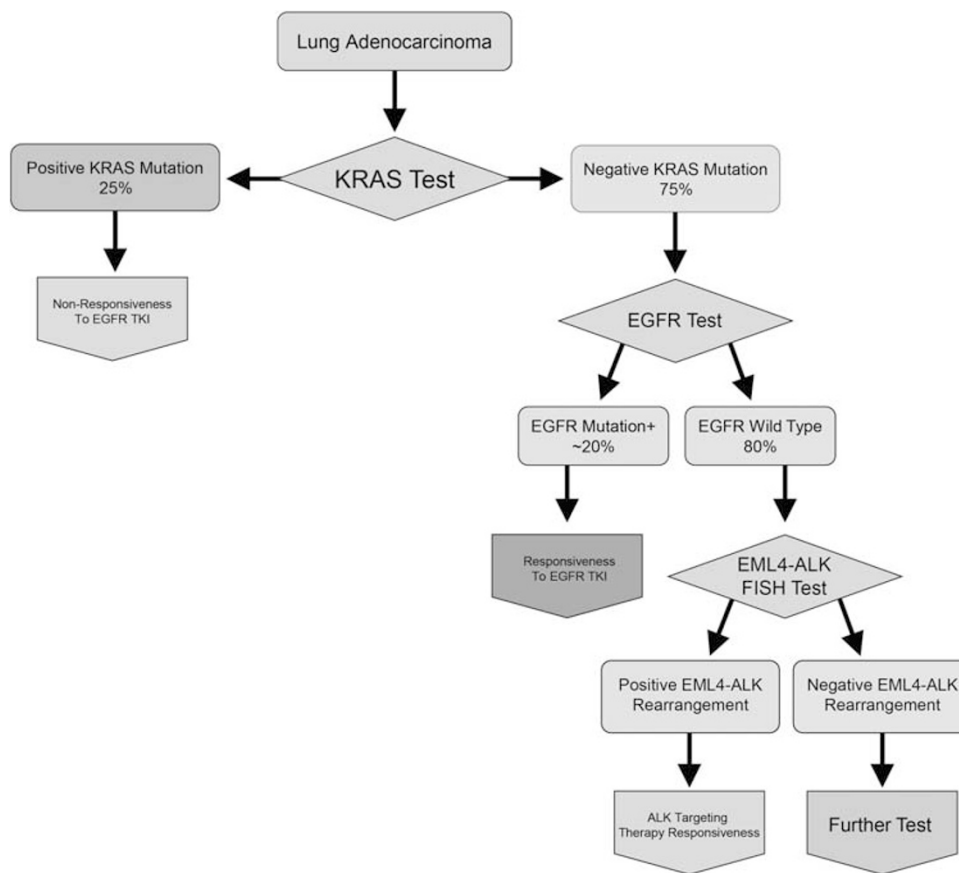 Lung Adenocarcinoma
Positive KRAS Mutation
25%
KRAS Test
Negative KRAS Mutation
75%
Non-Responsiveness
To EGFR TKI
EGFR Test
EGFR Mutation+
~20%
EGFR Wild Type
80%
Responsiveness
To EGFR TKI
EML4-ALK
FISH Test
Positive EML4-ALK
Rearrangement
Negative EML4-ALK
Rearrangement
ALK Targeting
Therapy Responsiveness
Further Test